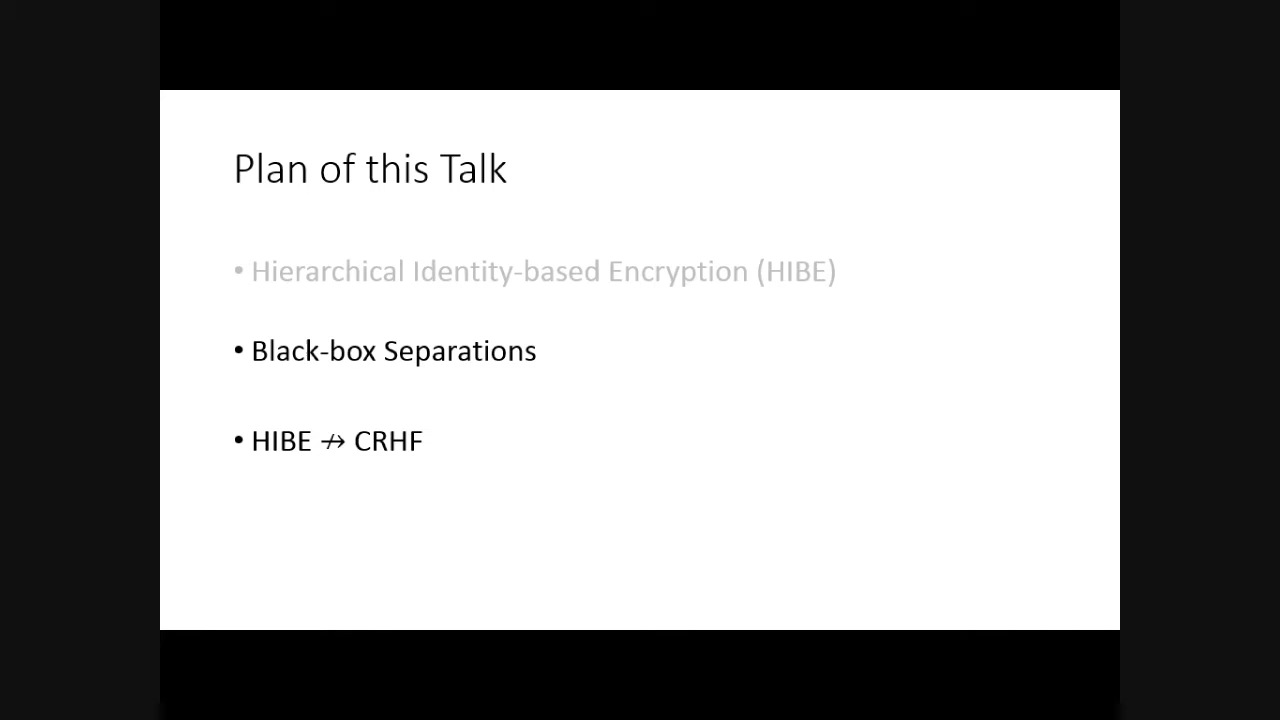 Plan of this Talk
• Hierarchical Identity-based Encryption (HIBE)
• Black-box Separations
• HIBE ↛ CRHF